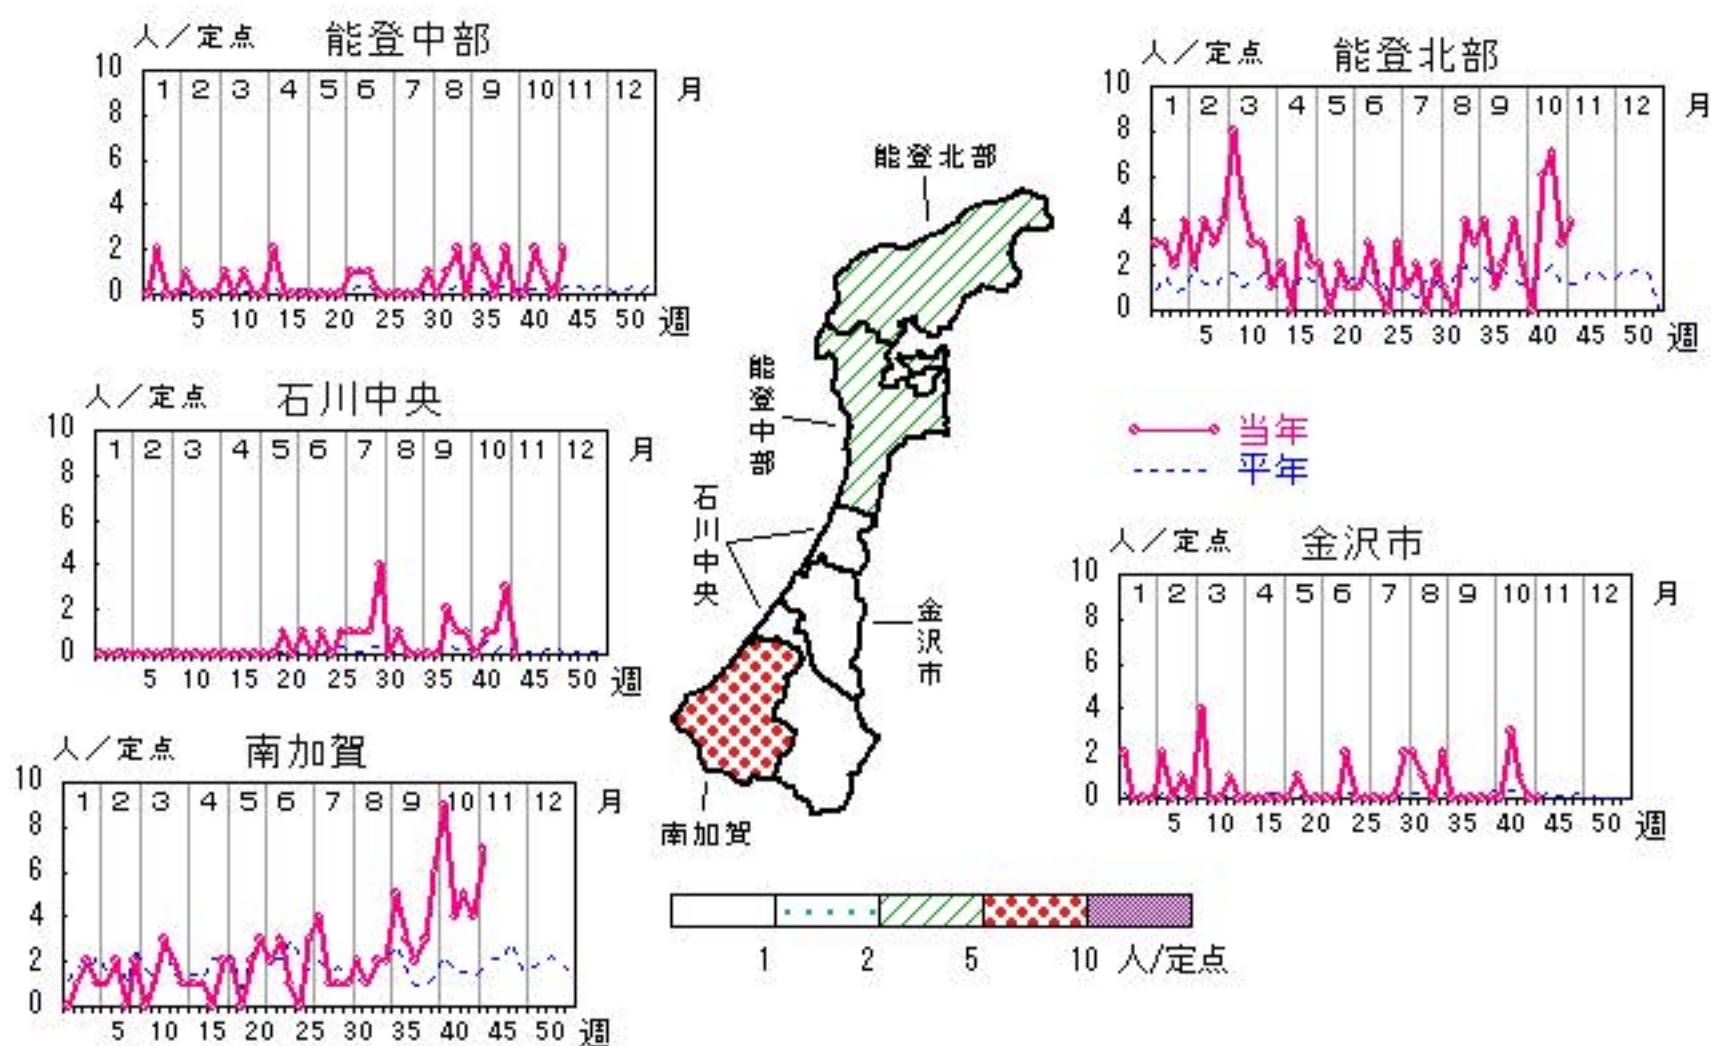 人／定点 能登中部
10 8 6 4 2 0
1 2 3 4 5 6 7 8 9 10 11 12 月
5 10 15 20 25 30 35 40 45 50 週
人／定点 能登北部
10 8 6 4 2 0
1 2 3 4 5 6 7 8 9 10 11 12 月
5 10 15 20 25 30 35 40 45 50 週
人／定点 石川中央
10 8 6 4 2 0
1 2 3 4 5 6 7 8 9 10 11 12 月
5 10 15 20 25 30 35 40 45 50 週
能登北部
能登中部
石川中央
金沢市
南加賀
当年
平年
人／定点 金沢市
10 8 6 4 2 0
1 2 3 4 5 6 7 8 9 10 11 12 月
5 10 15 20 25 30 35 40 45 50 週
人／定点 南加賀
10 8 6 4 2 0
1 2 3 4 5 6 7 8 9 10 11 12 月
5 10 15 20 25 30 35 40 45 50 週
1 2 5 10 人/定点